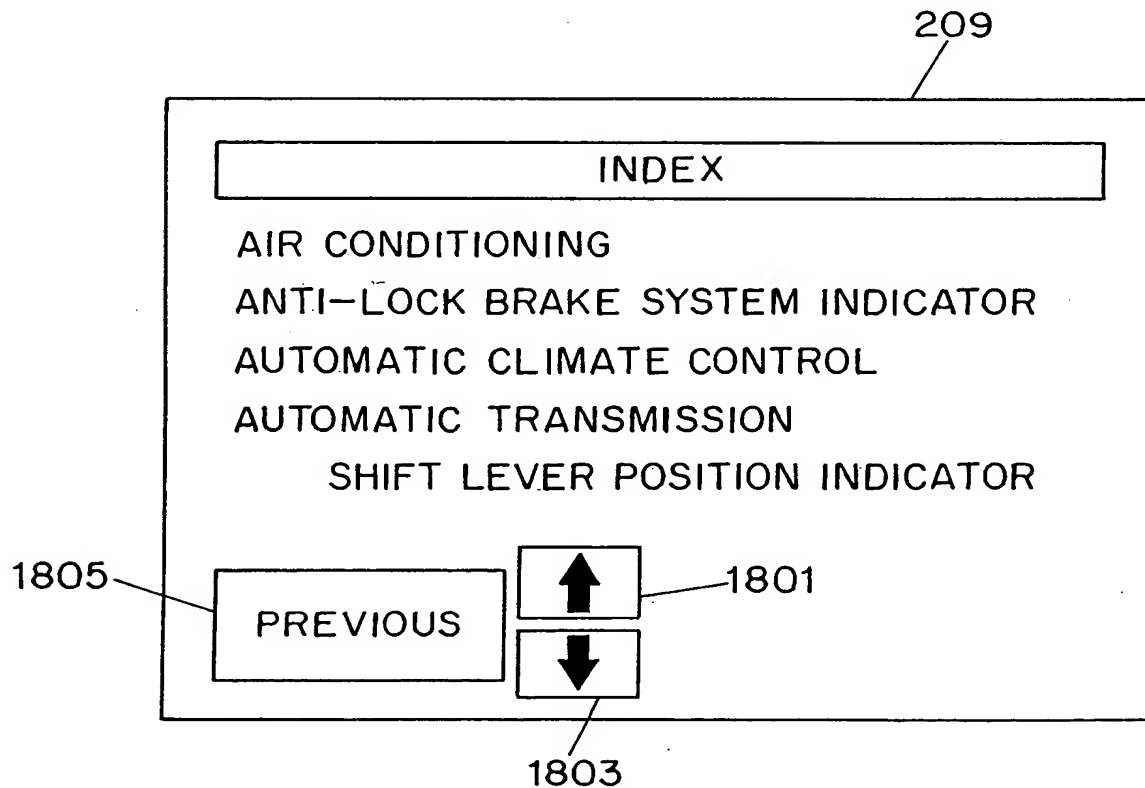 209
INDEX
AIR CONDITIONING
ANTI-LOCK BRAKE SYSTEM INDICATOR
AUTOMATIC CLIMATE CONTROL
AUTOMATIC TRANSMISSION
SHIFT LEVER POSITION INDICATOR
1805
PREVIOUS
1801
1803